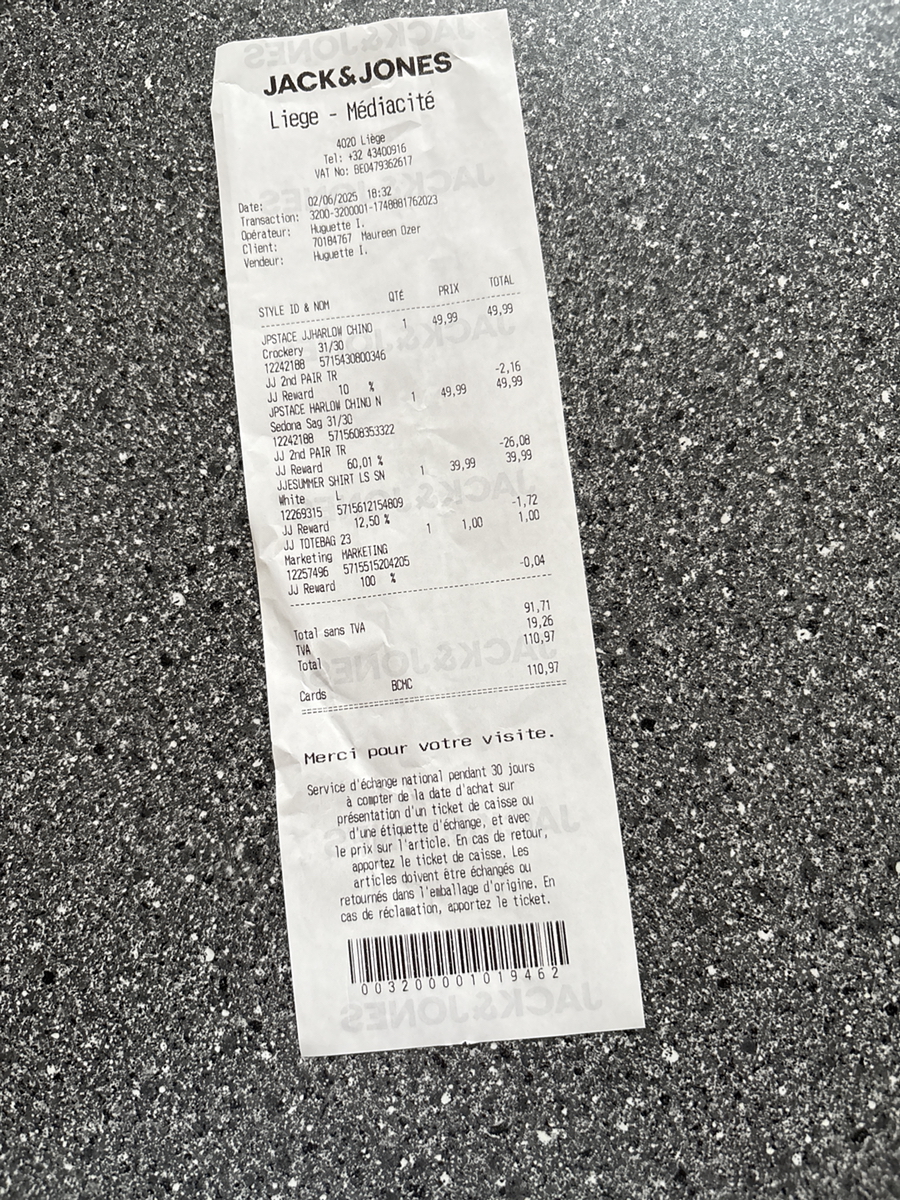 JACK&JONES
Liege - Médiacité
4020 Liège
Tel: +32 43400916
VAT No: BE0479362617
Date: 02/06/2025 18:32
Transaction: 3200-3200001-1748881762023
Opérateur: Huguette I.
Client: 70184767 Maureen Ozer
Vendeur: Huguette I.
STYLE ID & NOM QTÉ PRIX TOTAL
JPSTACE JJHARLOW CHINO 1 49,99 49,99
Crockery 31/30
12242188 5715430800346
JJ 2nd PAIR TR
JJ Reward 10 % -2,16
JPSTACE HARLOW CHINO N 1 49,99 49,99
Sedona Sag 31/30
12242188 5715608353322
JJ 2nd PAIR TR
JJ Reward 60,01 % -26,08
JJESUMMER SHIRT LS SN 1 39,99 39,99
White L
12269315 5715612154809
JJ Reward 12,50 % -1,72
JJ TOTEBAG 23 1 1,00 1,00
Marketing MARKETING
12257496 5715515204205
JJ Reward 100 % -0,04
Total sans TVA 91,71
TVA 19,26
Total 110,97
Cards BCMC 110,97
Merci pour votre visite.
Service d'échange national pendant 30 jours
à compter de la date d'achat sur
présentation d'un ticket de caisse ou
d'une étiquette d'échange, et avec
le prix sur l'article. En cas de retour,
apportez le ticket de caisse. Les
articles doivent être échangés ou
retournés dans l'emballage d'origine. En
cas de réclamation, apportez le ticket.
003200001019462